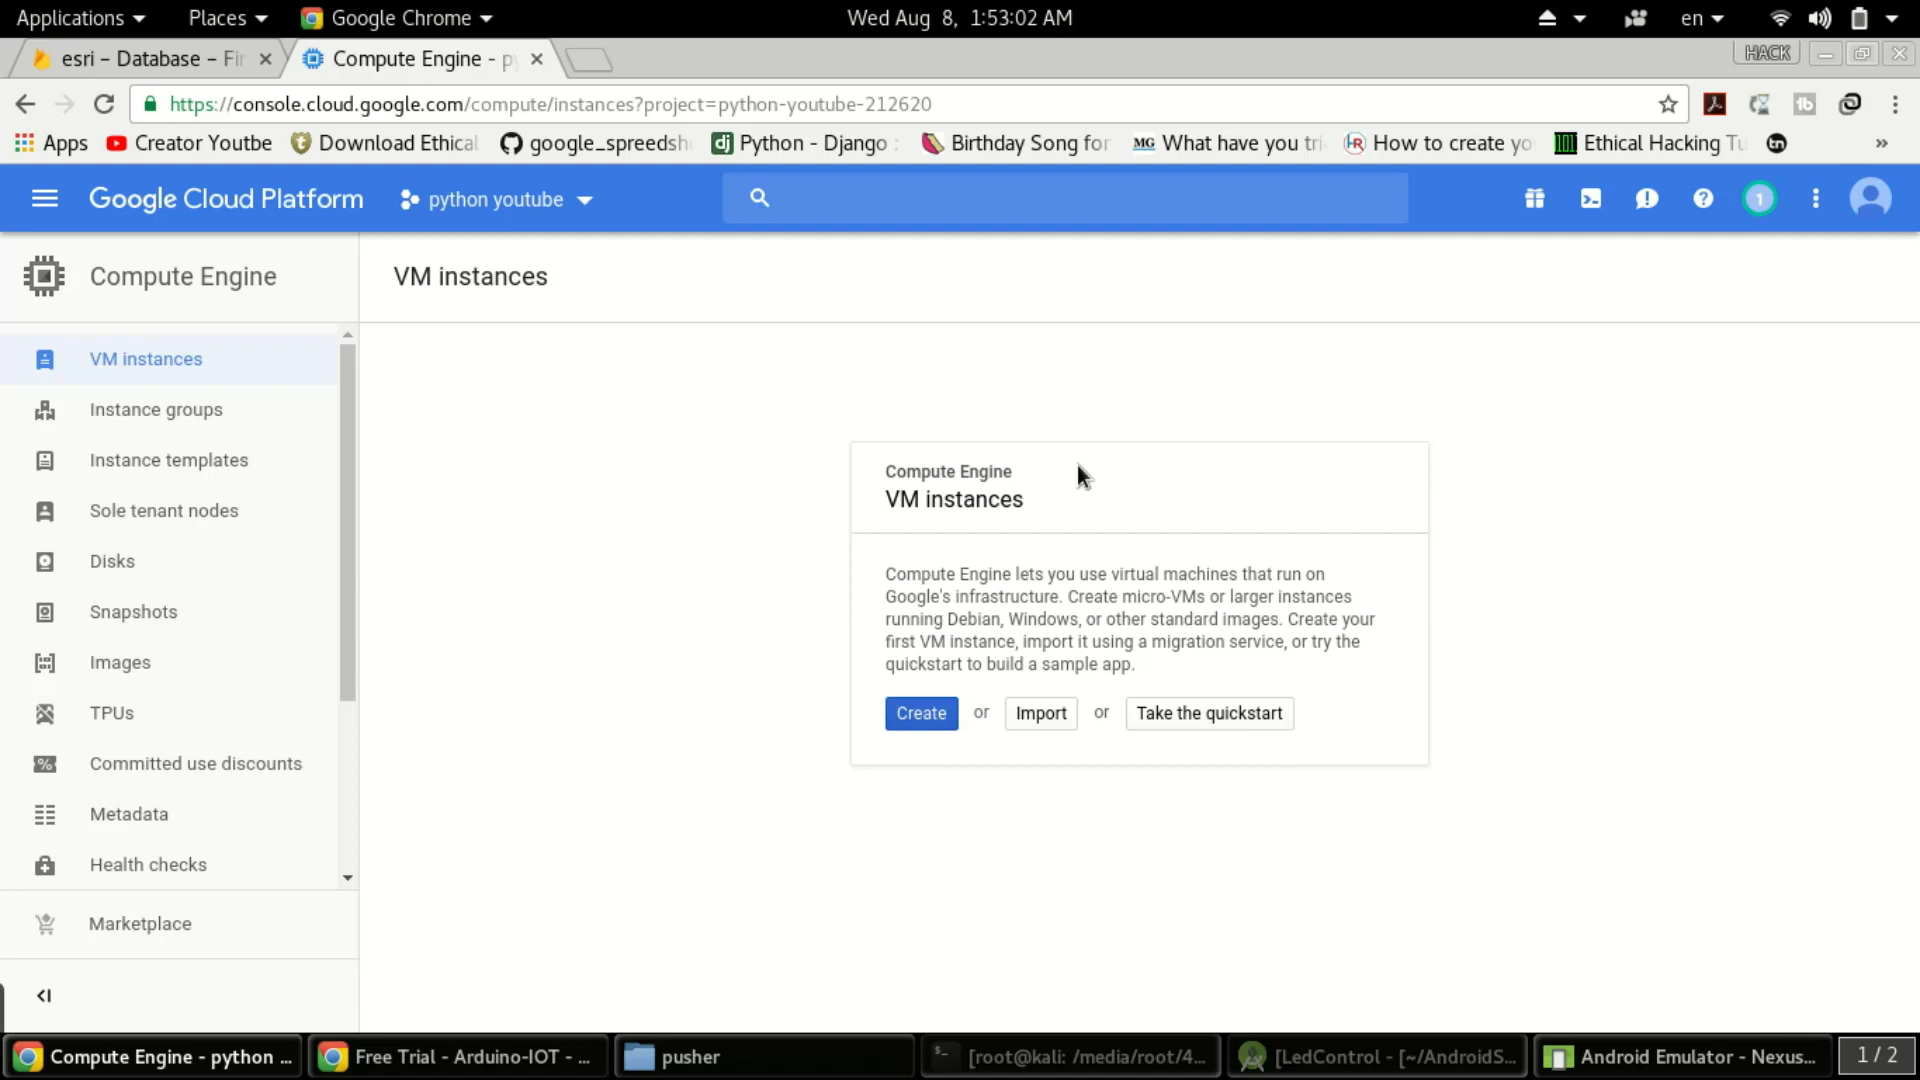 Applications Places Google Chrome Wed Aug 8, 1:53:02 AM en
esri – Database – Fir Compute Engine - p HACK
https://console.cloud.google.com/compute/instances?project=python-youtube-212620
Apps Creator Youtbe Download Ethical google_spreedsh dj Python - Django : Birthday Song for MG What have you tri HR How to create yo Ethical Hacking Tu »
Google Cloud Platform python youtube 1
Compute Engine
VM instances
VM instances
Instance groups
Instance templates
Sole tenant nodes
Disks
Snapshots
Images
TPUs
Committed use discounts
Metadata
Health checks
Marketplace
Compute Engine
VM instances
Compute Engine lets you use virtual machines that run on
Google's infrastructure. Create micro-VMs or larger instances
running Debian, Windows, or other standard images. Create your
first VM instance, import it using a migration service, or try the
quickstart to build a sample app.
Create or Import or Take the quickstart
Compute Engine - python ... Free Trial - Arduino-IOT - ... pusher [root@kali: /media/root/4... [LedControl - [~/AndroidS... Android Emulator - Nexus... 1 / 2